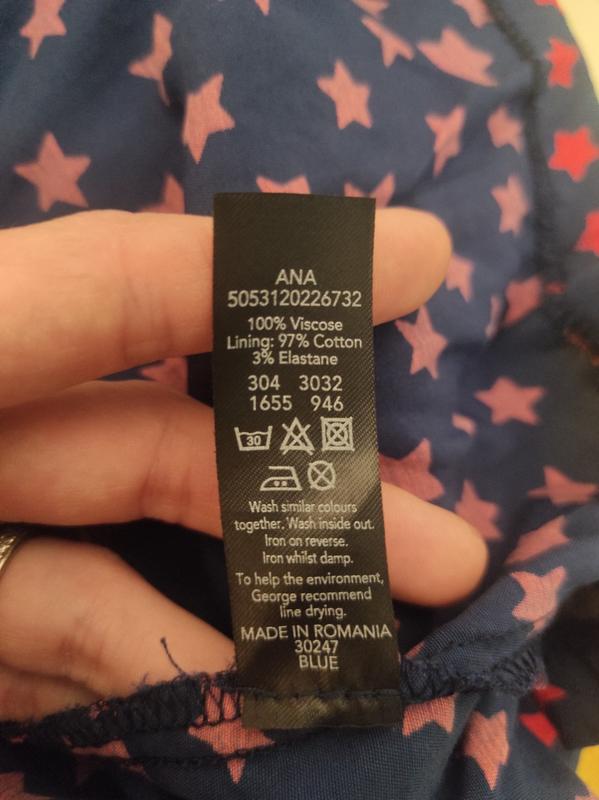 ANA
5053120226732
100% Viscose
Lining: 97% Cotton
3% Elastane
304 3032
1655 946
30
Wash similar colours
together. Wash inside out.
Iron on reverse.
Iron whilst damp.
To help the environment,
George recommend
line drying.
MADE IN ROMANIA
30247
BLUE